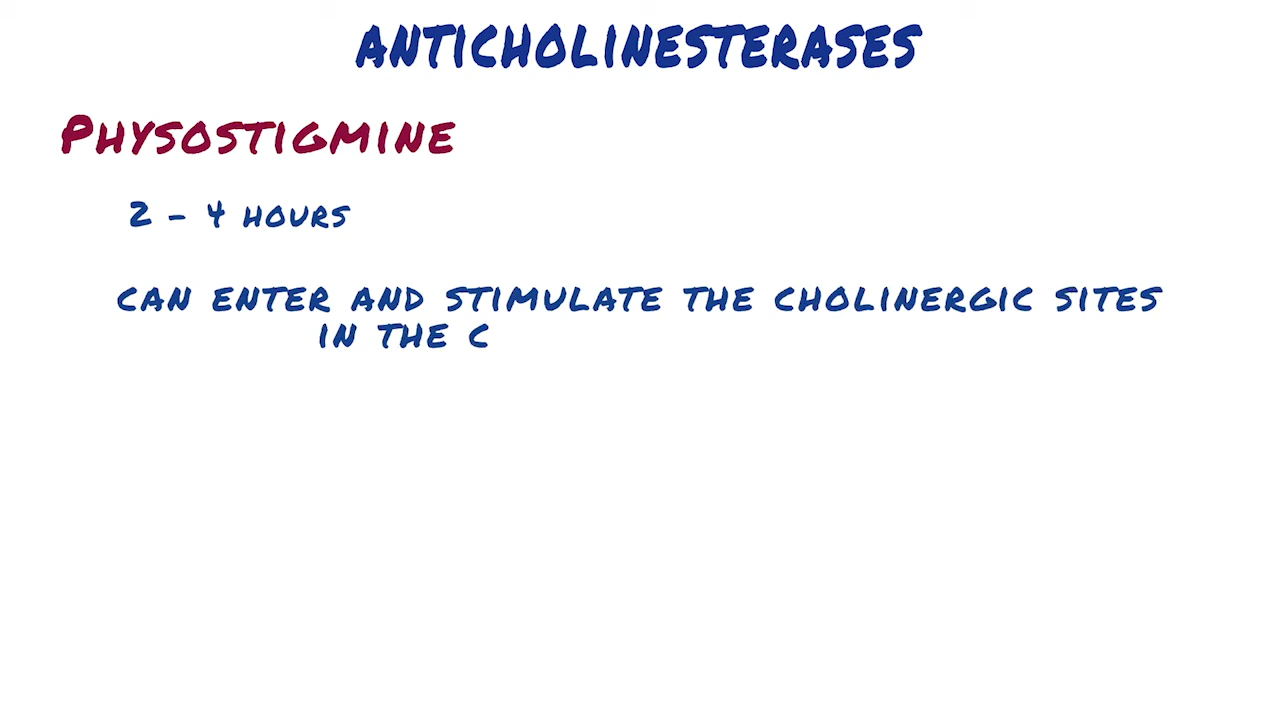 ANTICHOLINESTERASES
PHYSOSTIGMINE
2 - 4 HOURS
CAN ENTER AND STIMULATE THE CHOLINERGIC SITES
IN THE C